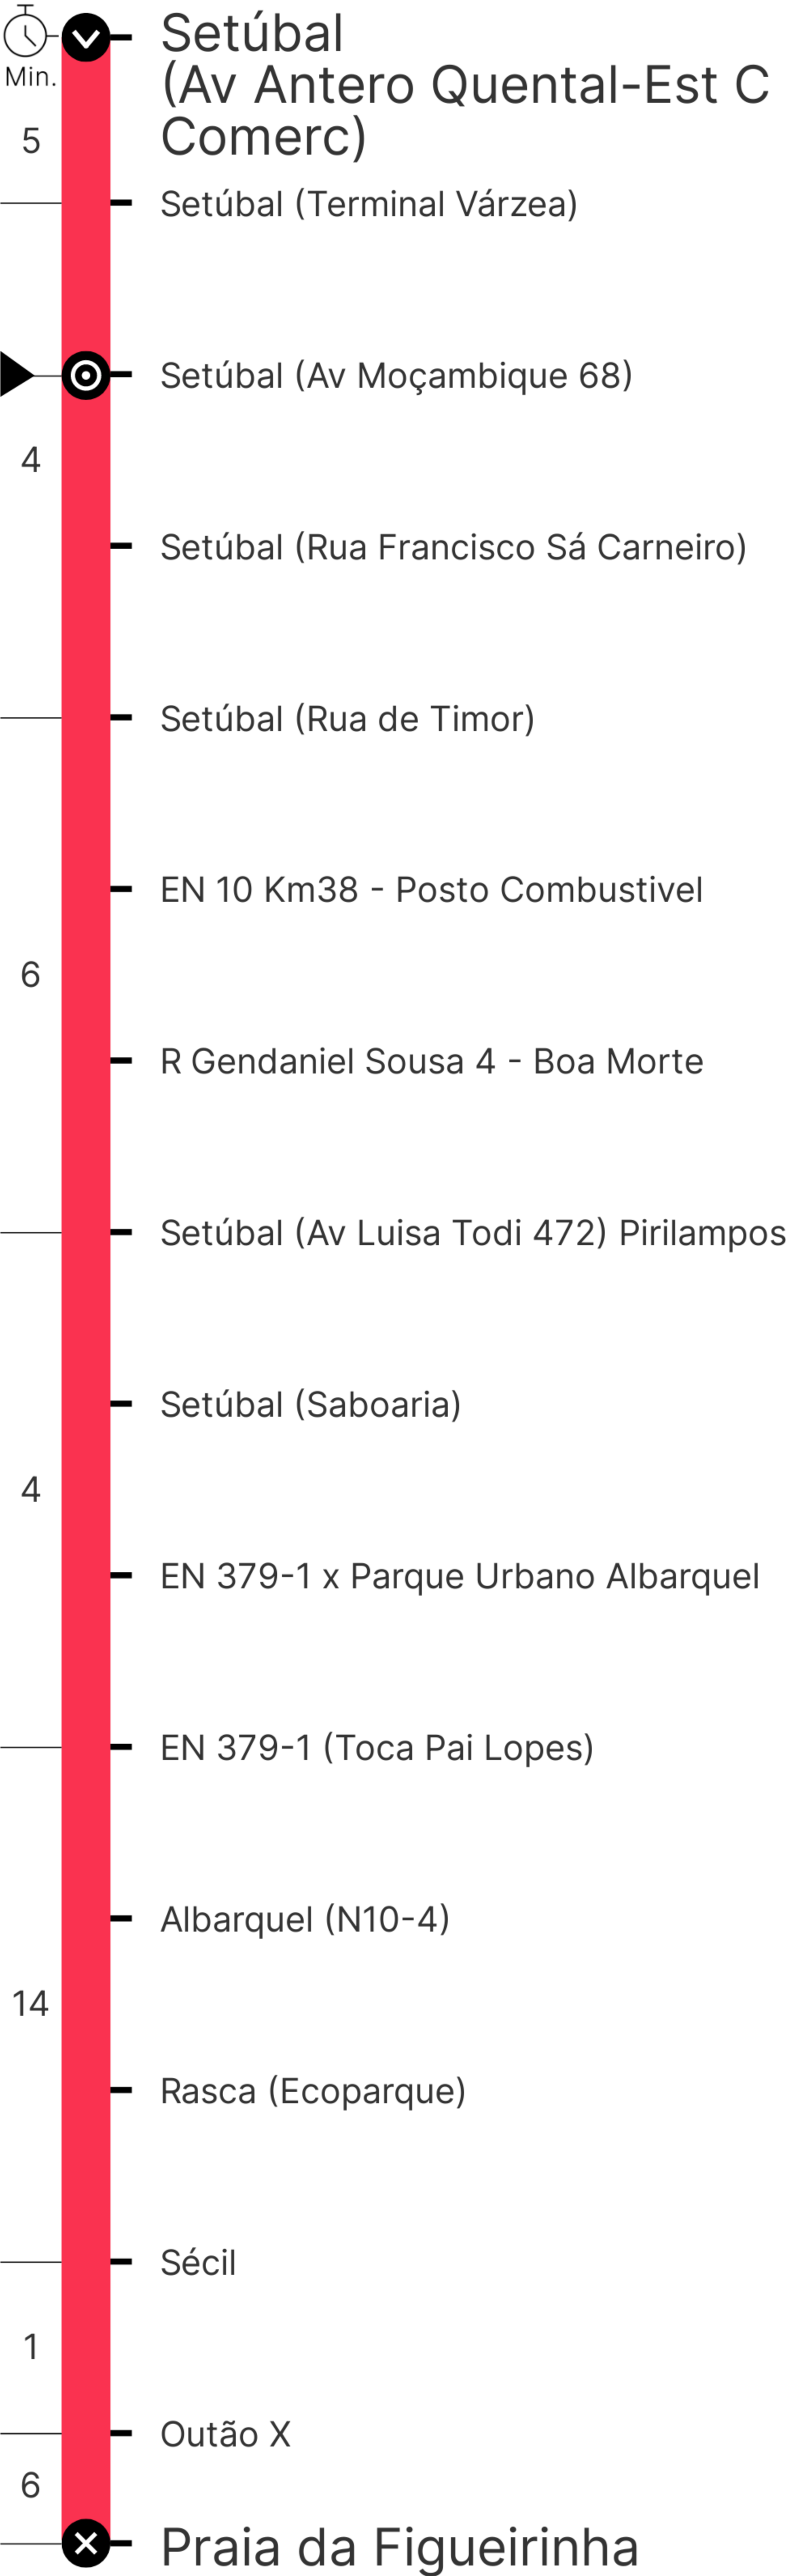 Setúbal
(Av Antero Quental-Est C
Comerc)
Min.
5
Setúbal (Terminal Várzea)
Setúbal (Av Moçambique 68)
4
Setúbal (Rua Francisco Sá Carneiro)
Setúbal (Rua de Timor)
EN 10 Km38 - Posto Combustivel
6
R Gendaniel Sousa 4 - Boa Morte
Setúbal (Av Luisa Todi 472) Pirilampos
Setúbal (Saboaria)
4
EN 379-1 x Parque Urbano Albarquel
EN 379-1 (Toca Pai Lopes)
Albarquel (N10-4)
14
Rasca (Ecoparque)
Sécil
1
Outão X
6
Praia da Figueirinha